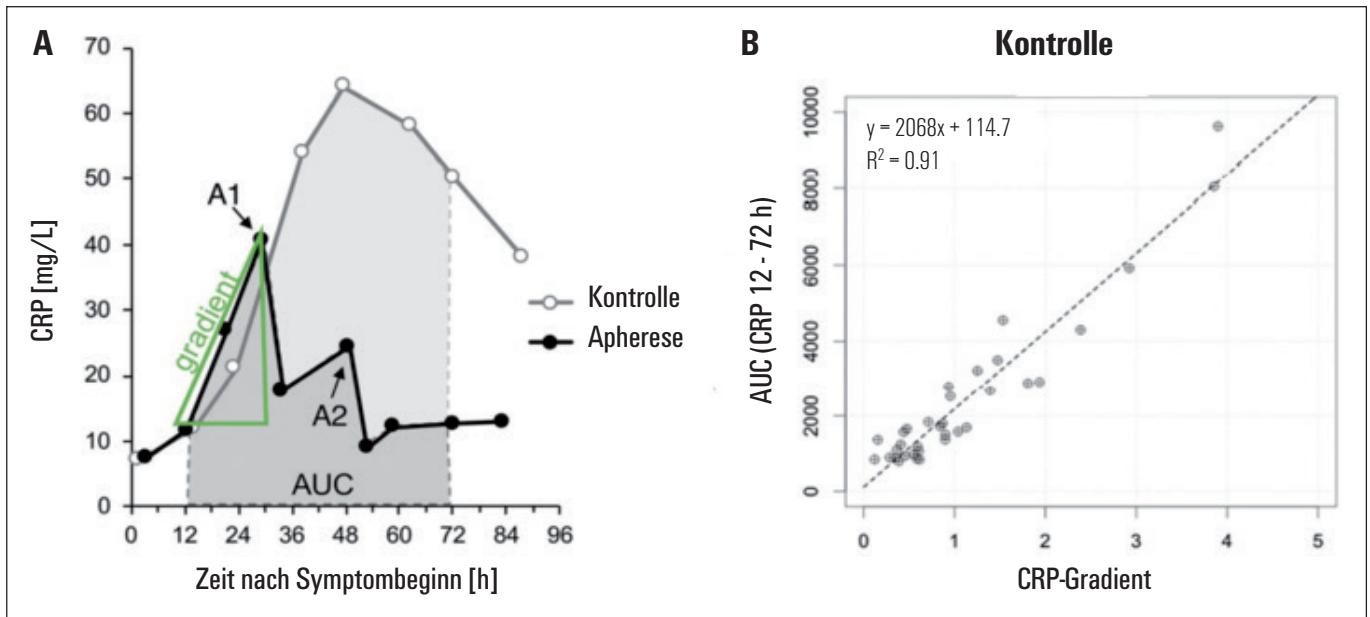 A
70
60
50
40
30
20
10
0
CRP [mg/L]
A1
gradient
A2
AUC
0 12 24 36 48 60 72 84 96
Zeit nach Symptombeginn [h]
Kontrolle
Apherese
B
Kontrolle
y = 2068x + 114.7
R² = 0.91
10000
8000
6000
4000
2000
0
AUC (CRP 12 - 72 h)
0 1 2 3 4 5
CRP-Gradient